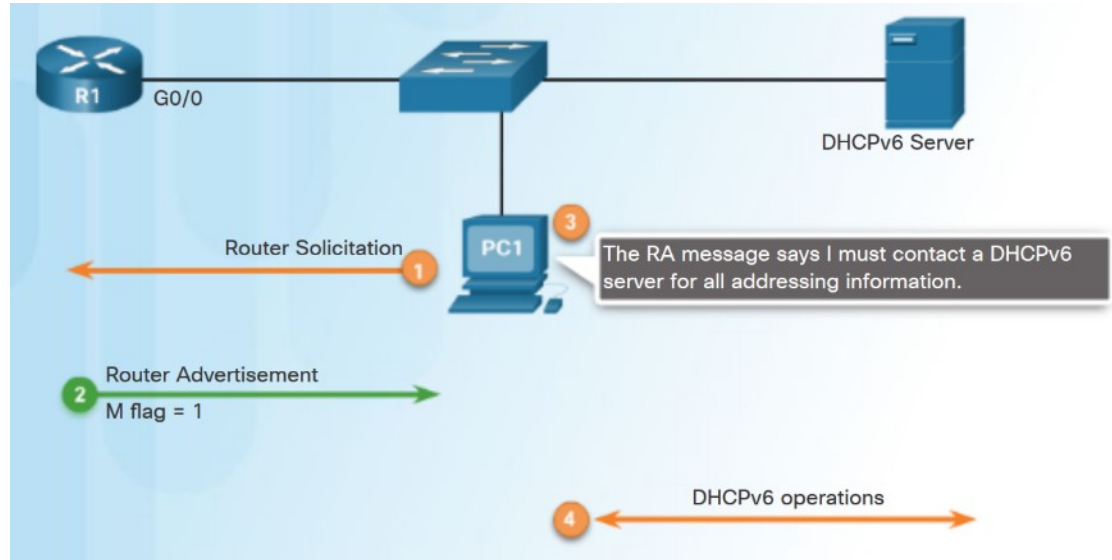 R1
G0/0
DHCPv6 Server
PC1
3
The RA message says I must contact a DHCPv6
server for all addressing information.
Router Solicitation
1
Router Advertisement
2
M flag = 1
DHCPv6 operations
4